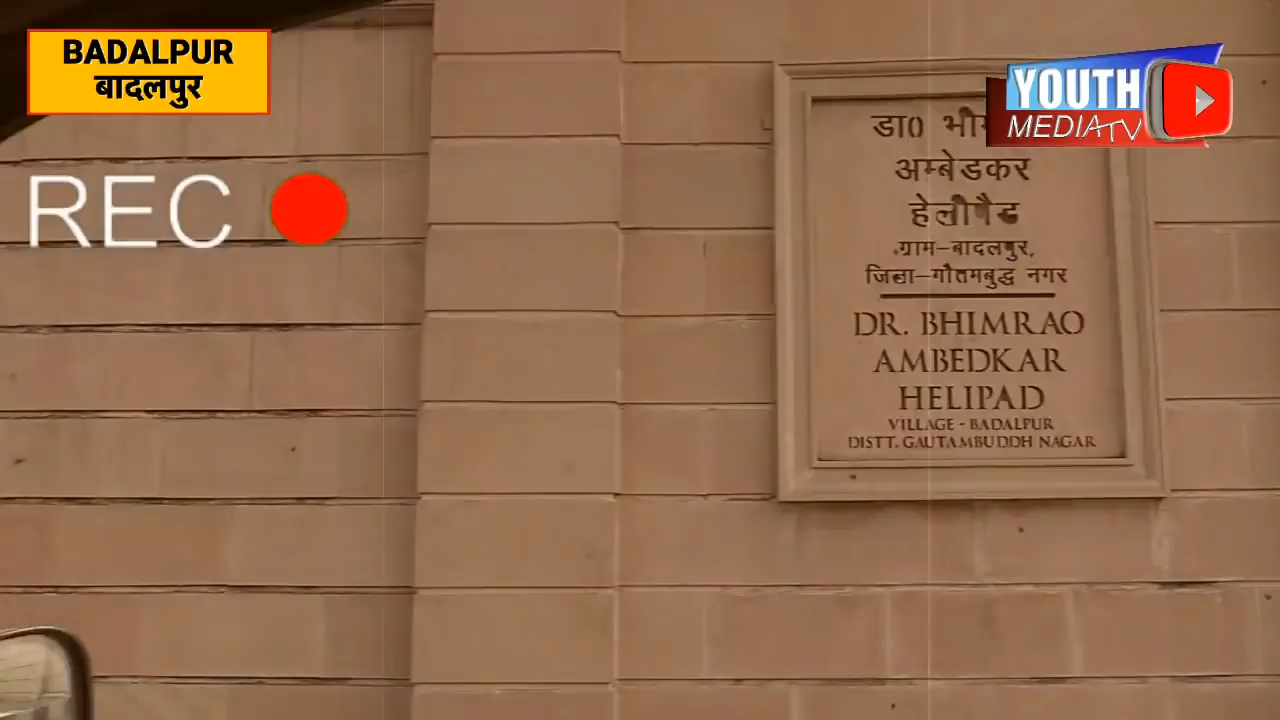 BADALPUR
बादलपुर
REC
YOUTH
MEDIA TV
डा0
अम्बेडकर
हेलीपैड
ग्राम–बादलपुर,
जिला–गौतमबुद्ध नगर
DR. BHIMRAO
AMBEDKAR
HELIPAD
VILLAGE - BADALPUR
DISTT. GAUTAMBUDDH NAGAR